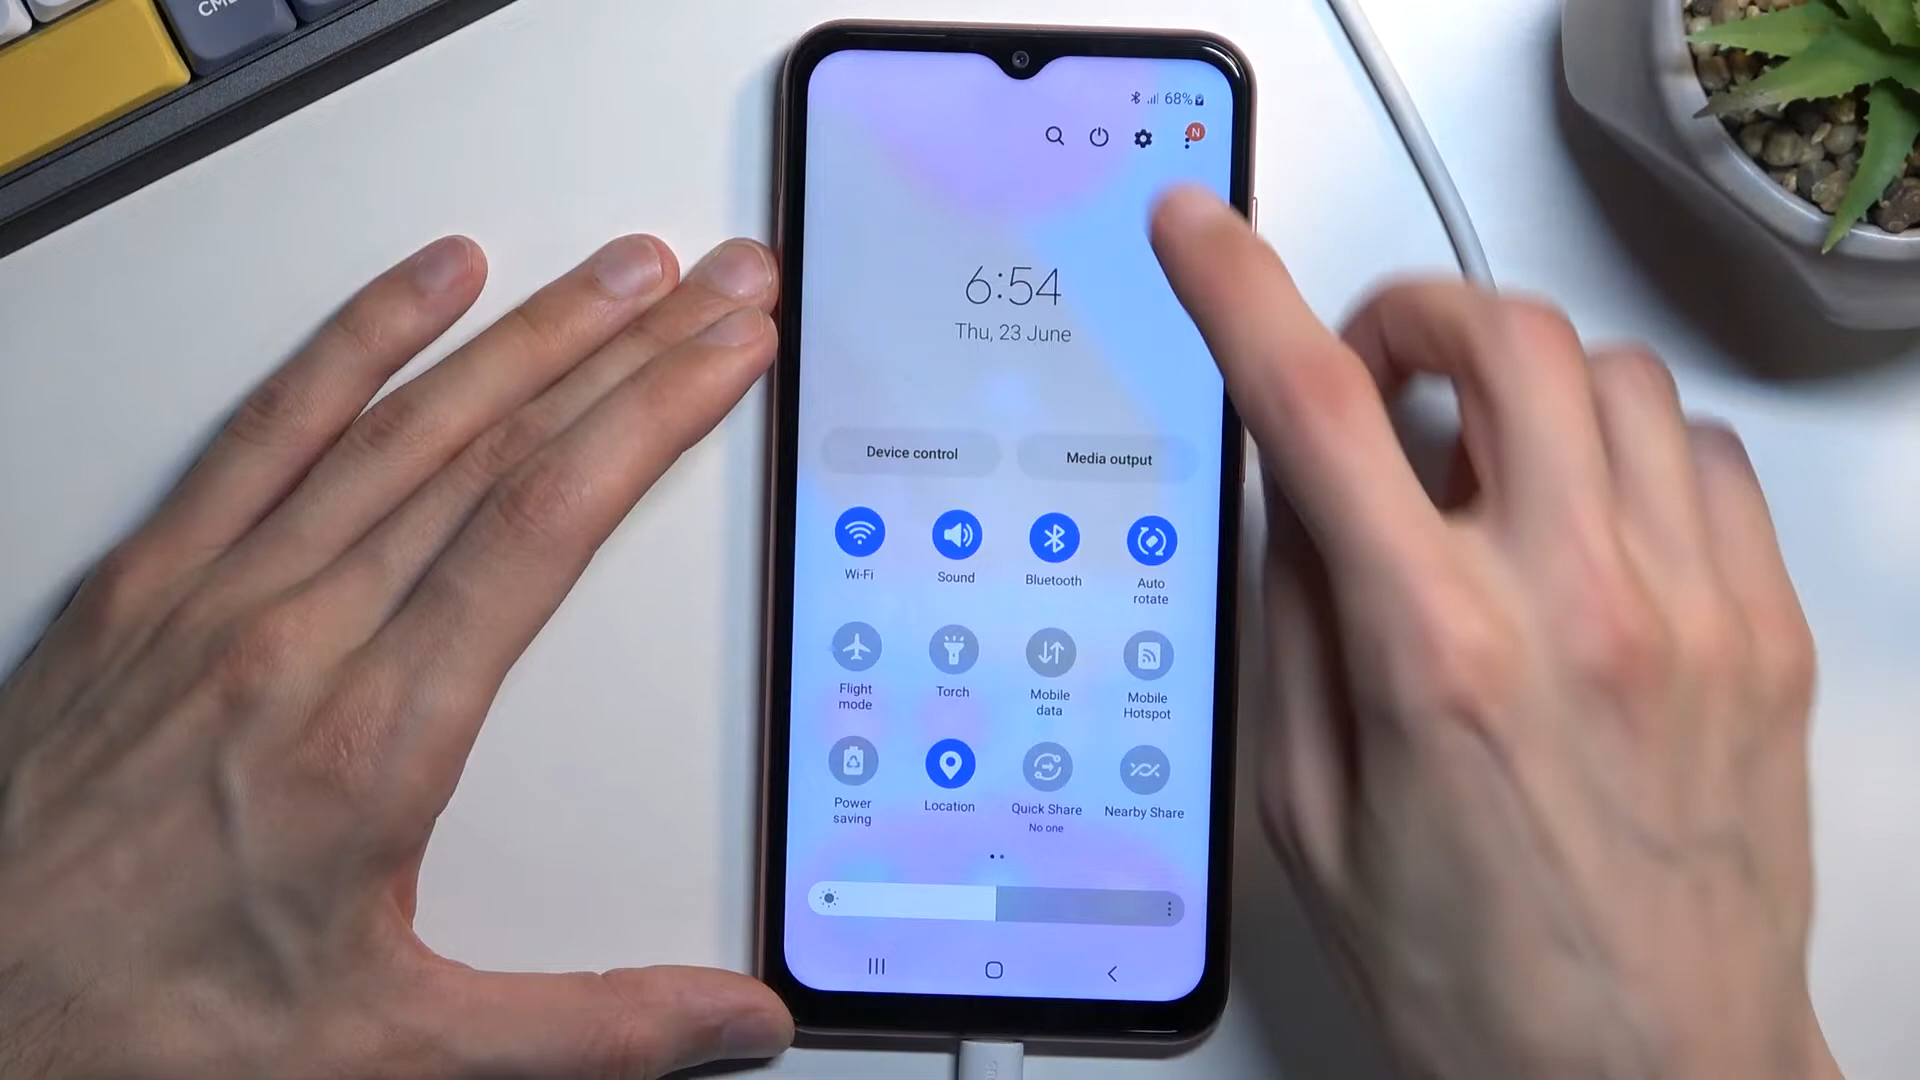 68%
N
6:54
Thu, 23 June
Device control
Media output
Wi-Fi
Sound
Bluetooth
Auto
rotate
Flight
mode
Torch
Mobile
data
Mobile
Hotspot
Power
saving
Location
Quick Share
No one
Nearby Share